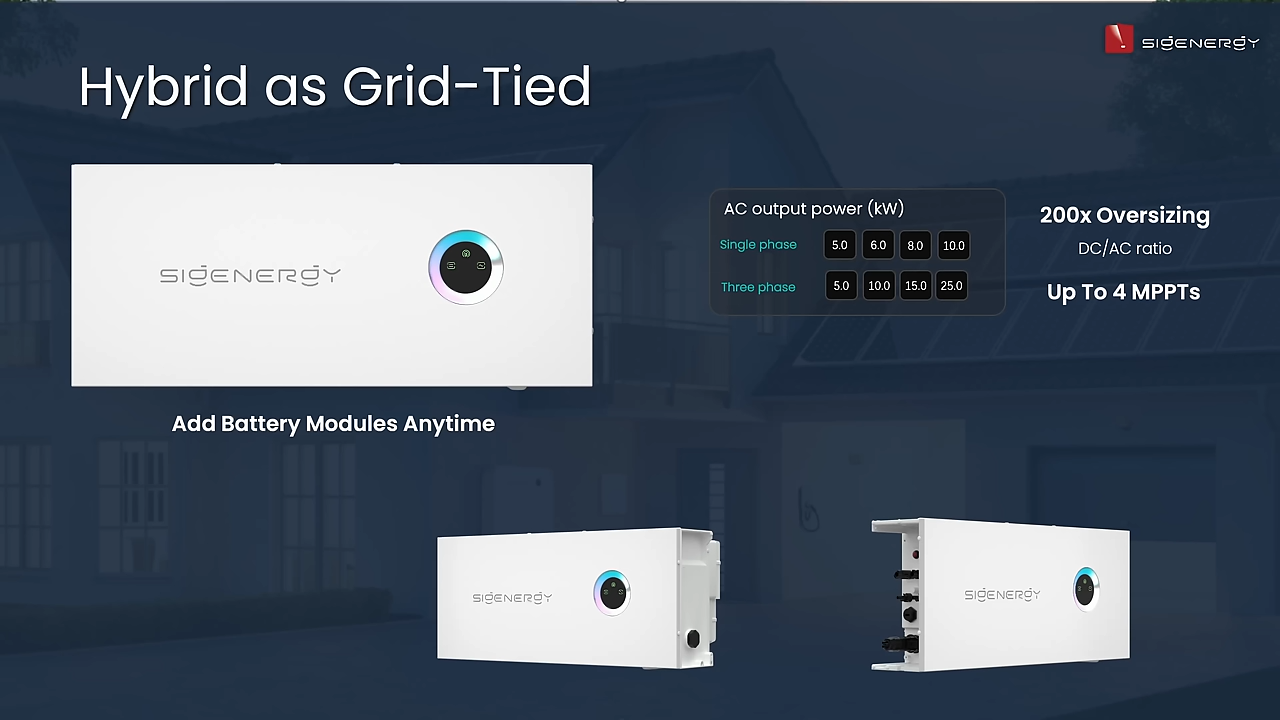 SIGENERGY
Hybrid as Grid-Tied
SIGENERGY
AC output power (kW)
Single phase 5.0 6.0 8.0 10.0
Three phase 5.0 10.0 15.0 25.0
200x Oversizing
DC/AC ratio
Up To 4 MPPTs
Add Battery Modules Anytime
SIGENERGY
SIGENERGY